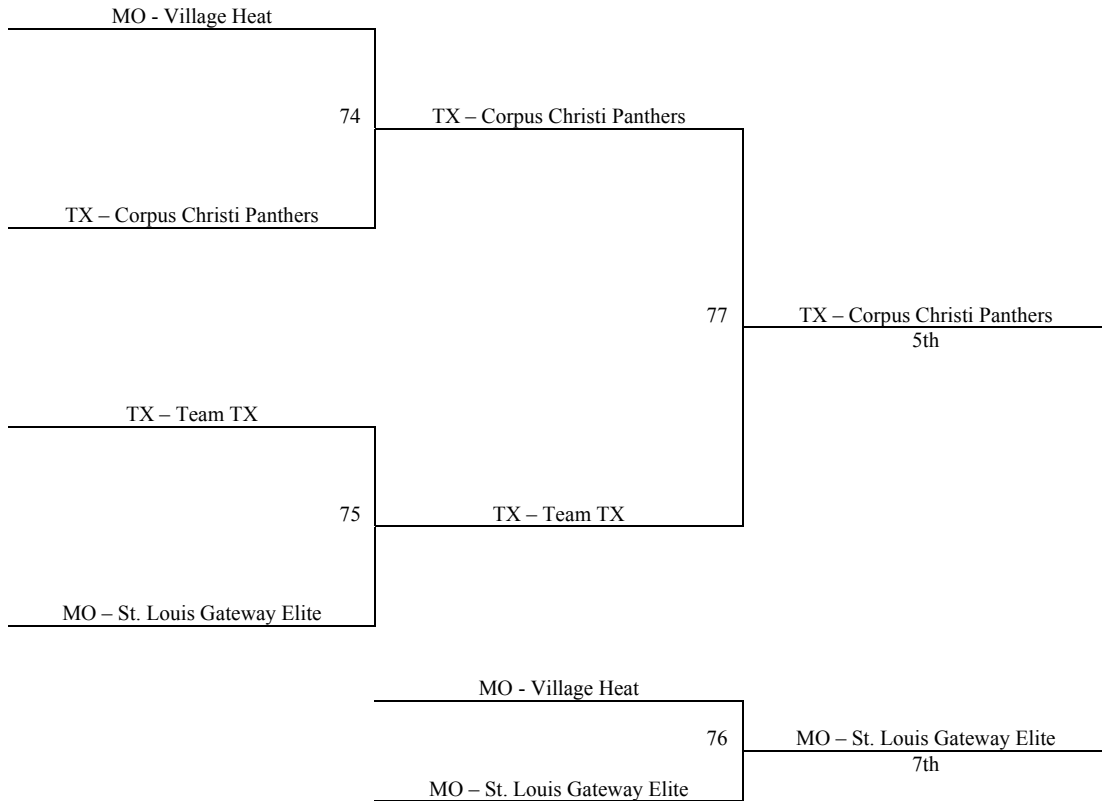 MO - Village Heat
74
TX – Corpus Christi Panthers
TX – Corpus Christi Panthers
77
TX – Corpus Christi Panthers
5th
TX – Team TX
75
TX – Team TX
MO – St. Louis Gateway Elite
MO - Village Heat
76
MO – St. Louis Gateway Elite
7th
MO – St. Louis Gateway Elite